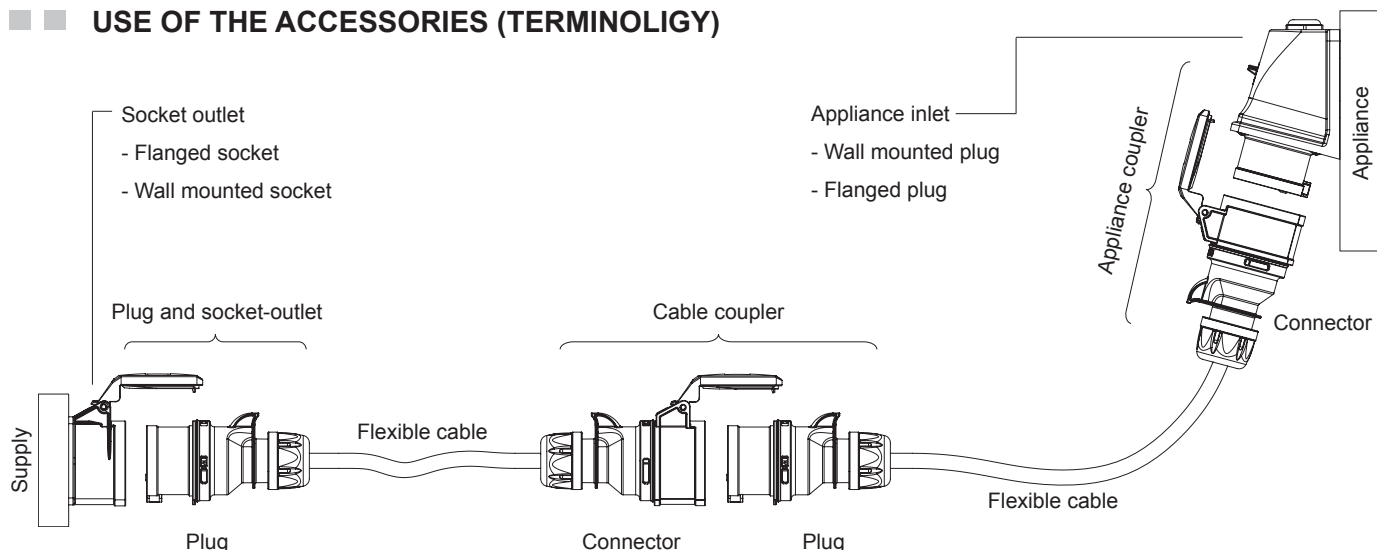 USE OF THE ACCESSORIES (TERMINOLIGY)
Socket outlet
- Flanged socket
- Wall mounted socket
Appliance inlet
- Wall mounted plug
- Flanged plug
Appliance coupler
Appliance
Plug and socket-outlet
Cable coupler
Connector
Supply
Flexible cable
Flexible cable
Plug
Connector
Plug